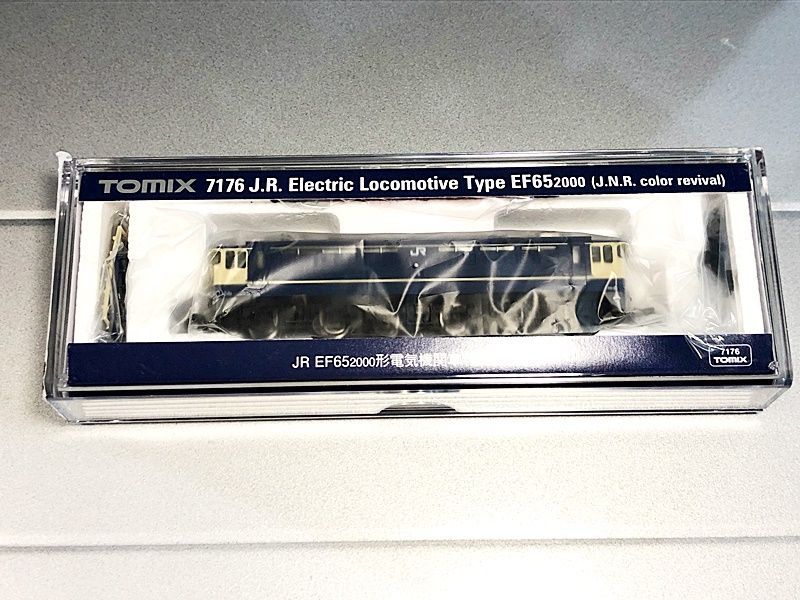 TOMIX 7176 J.R. Electric Locomotive Type EF652000 (J.N.R. color revival)
JR
JR EF652000形電気機関車
7176
TOMIX